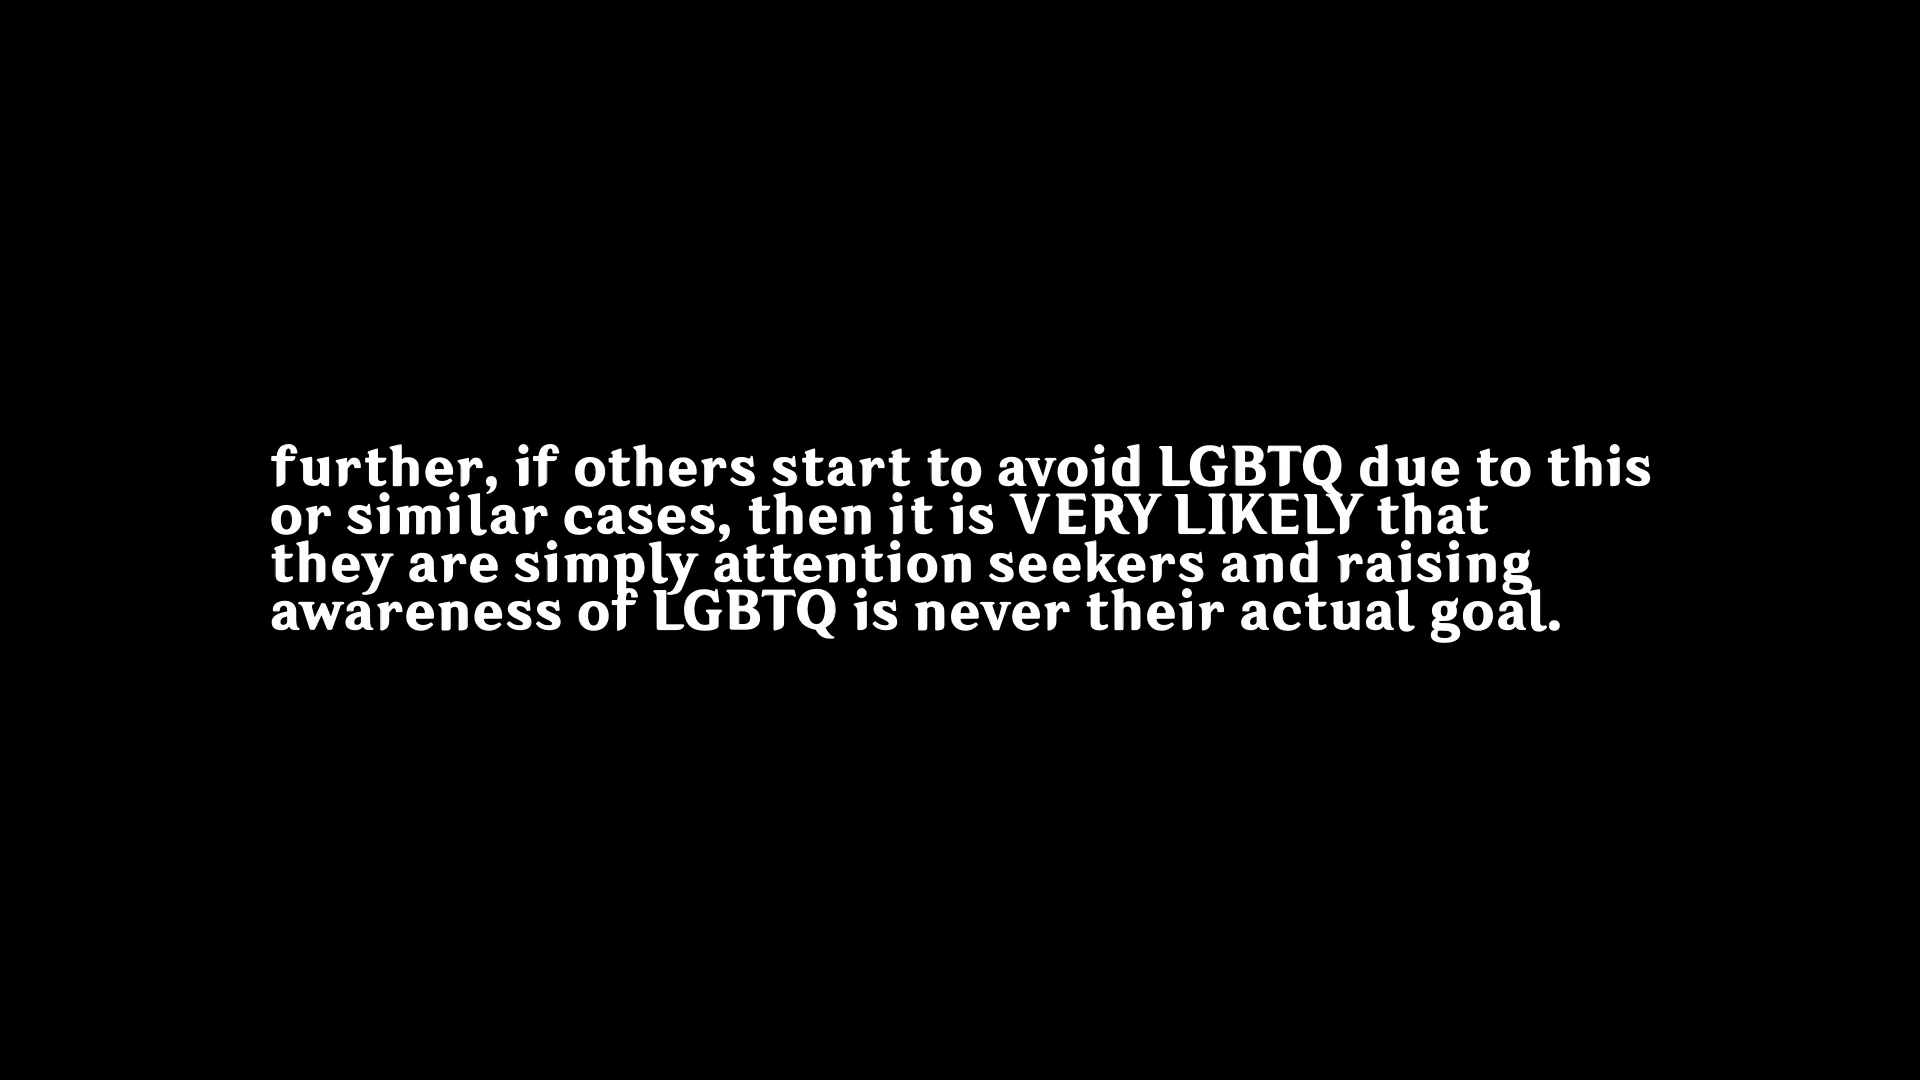 further, if others start to avoid LGBTQ due to this
or similar cases, then it is VERY LIKELY that
they are simply attention seekers and raising
awareness of LGBTQ is never their actual goal.